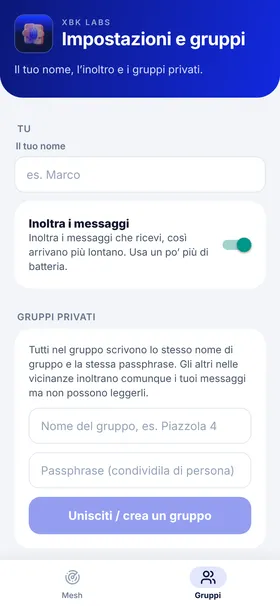 XBK LABS
Impostazioni e gruppi
Il tuo nome, l’inoltro e i gruppi privati.
TU
Il tuo nome
es. Marco
Inoltra i messaggi
Inoltra i messaggi che ricevi, così
arrivano più lontano. Usa un po’ più di
batteria.
GRUPPI PRIVATI
Tutti nel gruppo scrivono lo stesso nome di
gruppo e la stessa passphrase. Gli altri nelle
vicinanze inoltrano comunque i tuoi messaggi
ma non possono leggerli.
Nome del gruppo, es. Piazzola 4
Passphrase (condividila di persona)
Unisciti / crea un gruppo
Mesh
Gruppi